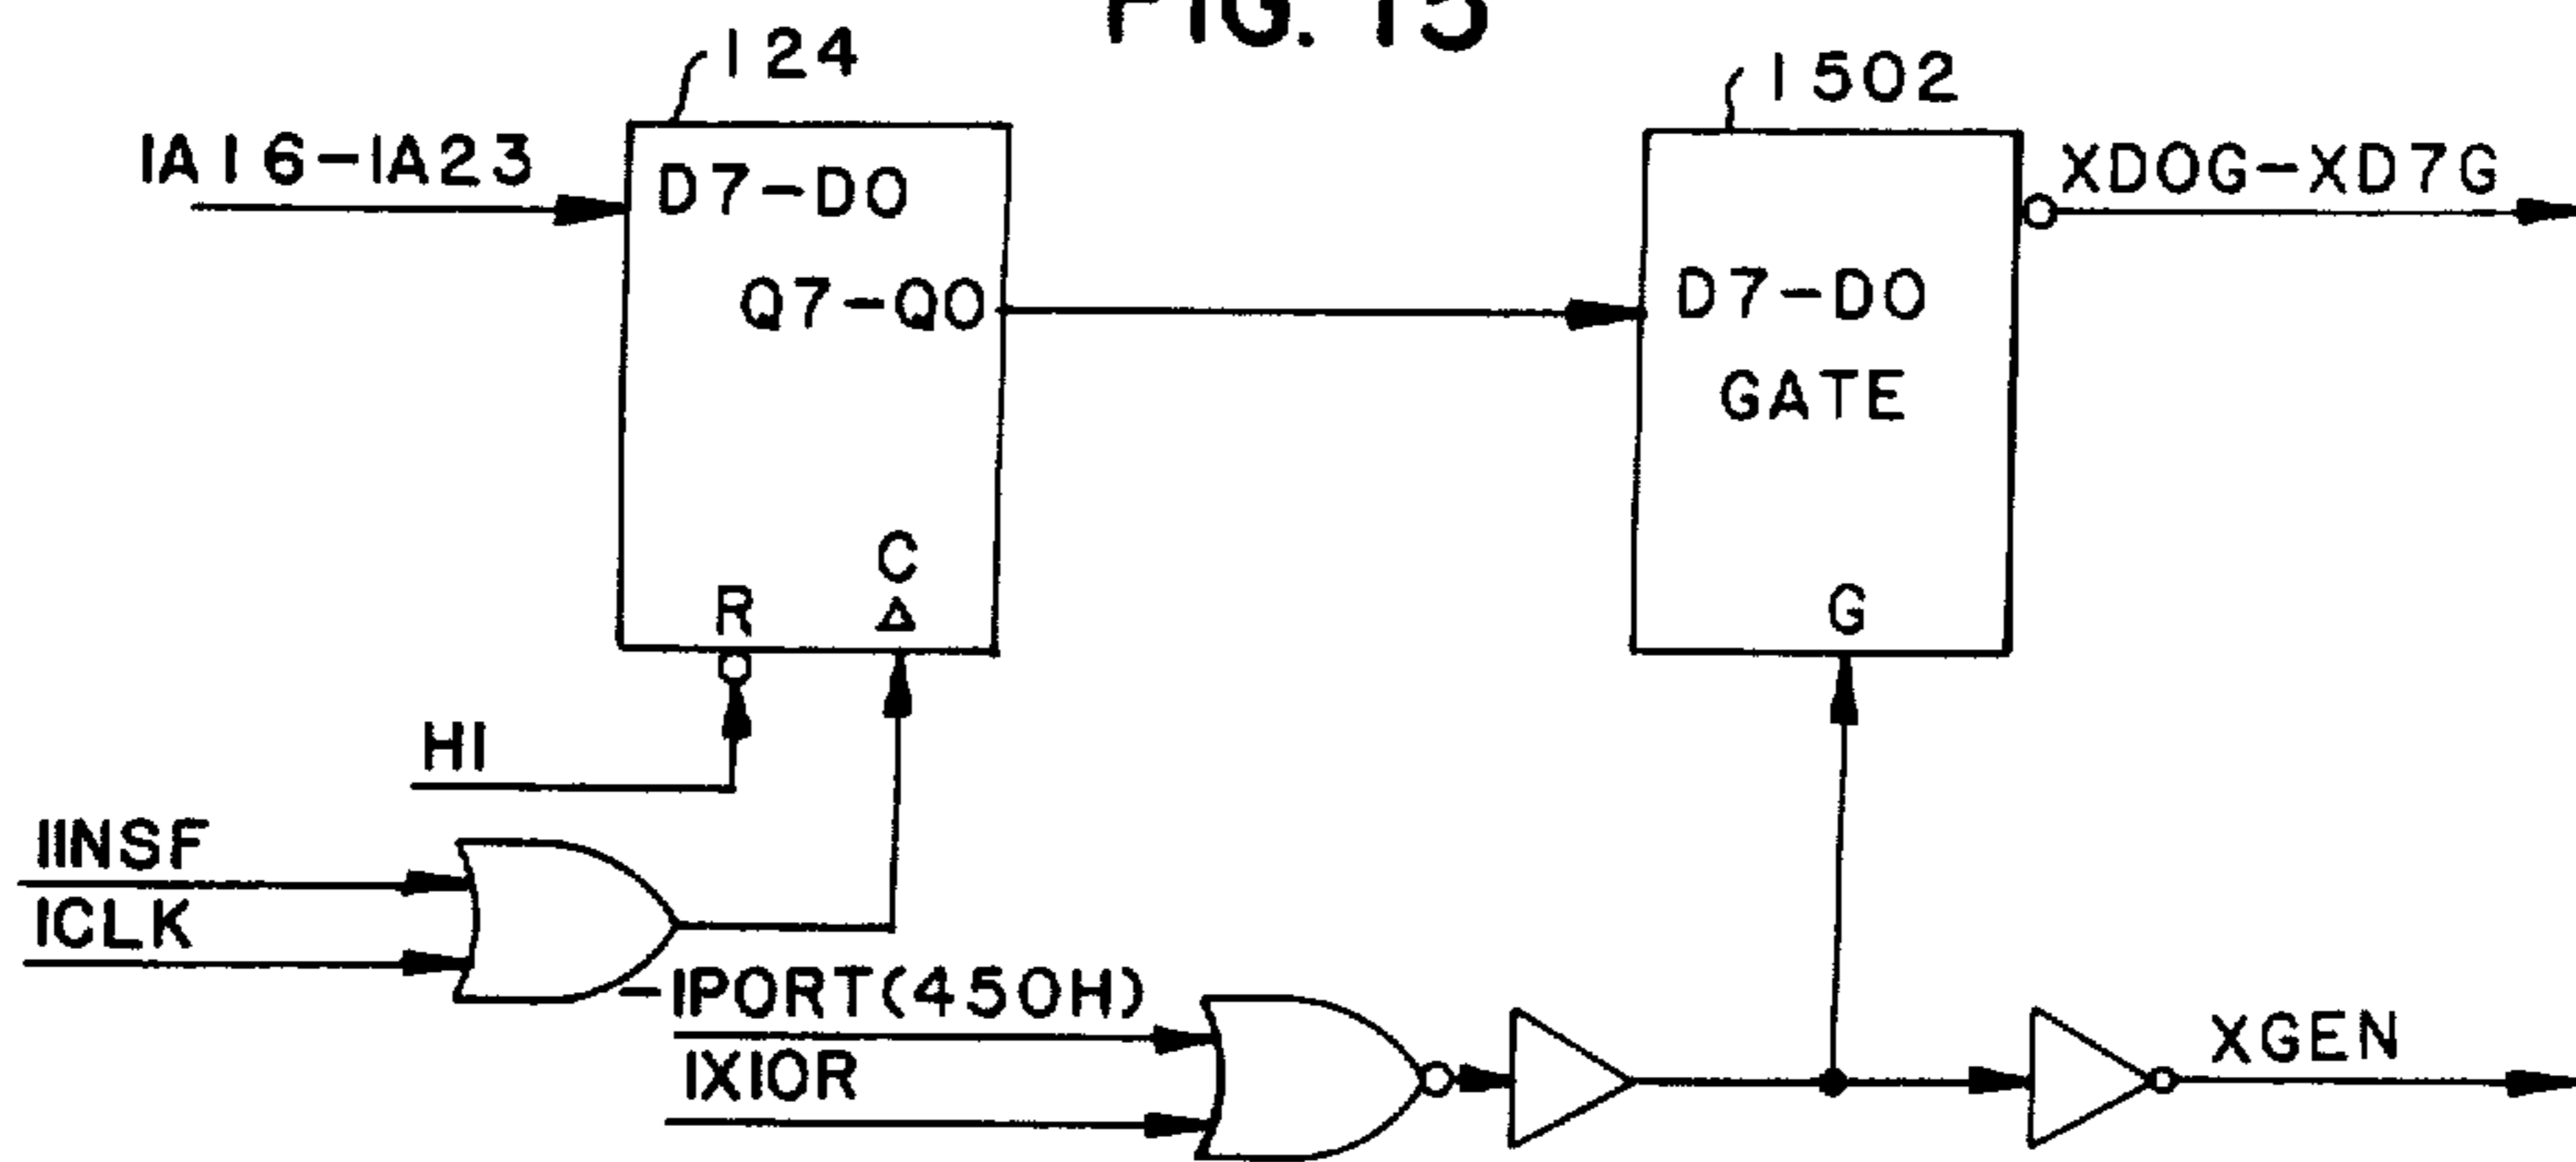 FIG. 15
124
1502
IA16-IA23
D7-D0
XD0G-XD7G
Q7-Q0
D7-D0
GATE
C
R
G
HI
IINSF
ICLK
-IPORT(450H)
IXIOR
XGEN